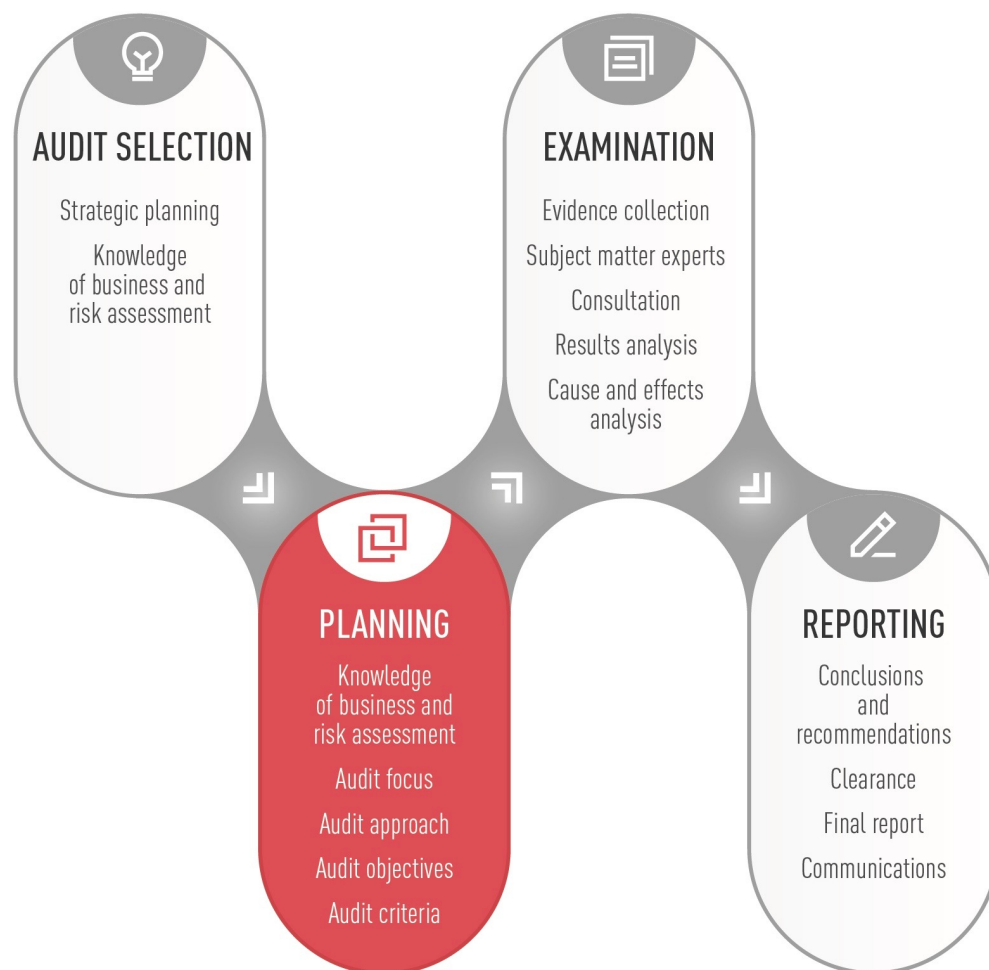 AUDIT SELECTION
Strategic planning
Knowledge
of business and
risk assessment
PLANNING
Knowledge
of business and
risk assessment
Audit focus
Audit approach
Audit objectives
Audit criteria
EXAMINATION
Evidence collection
Subject matter experts
Consultation
Results analysis
Cause and effects
analysis
REPORTING
Conclusions
and
recommendations
Clearance
Final report
Communications